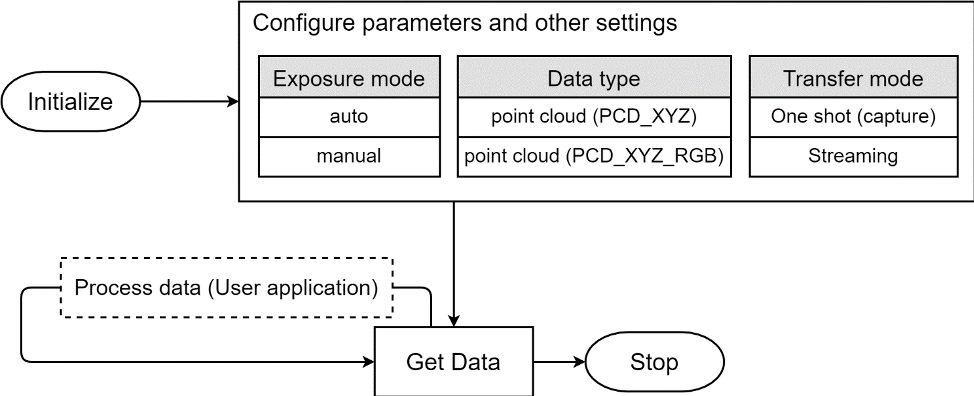 Configure parameters and other settings
Initialize
Exposure mode
auto
manual
Data type
point cloud (PCD_XYZ)
point cloud (PCD_XYZ_RGB)
Transfer mode
One shot (capture)
Streaming
Process data (User application)
Get Data
Stop